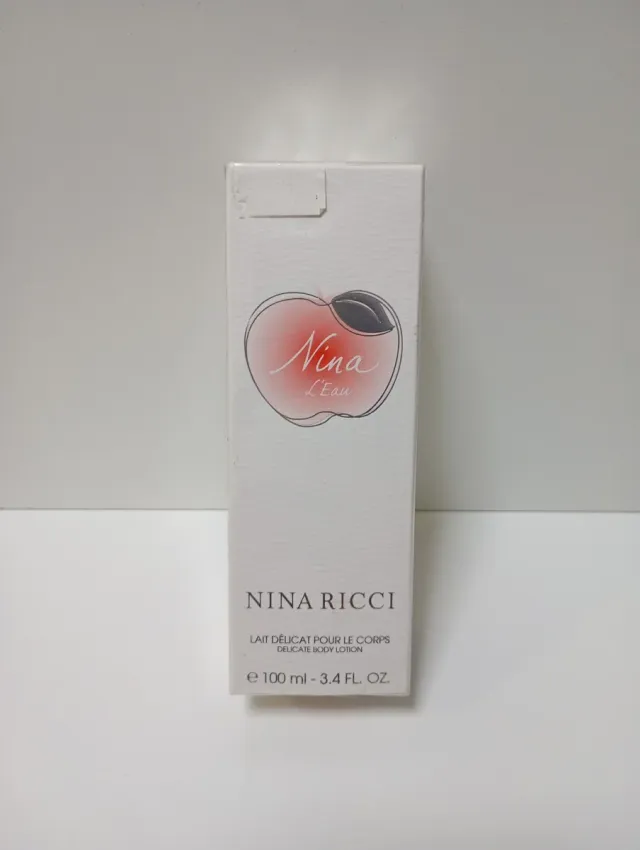 Nina
L'Eau
NINA RICCI
LAIT DÉLICAT POUR LE CORPS
DELICATE BODY LOTION
℮ 100 ml - 3.4 FL. OZ.